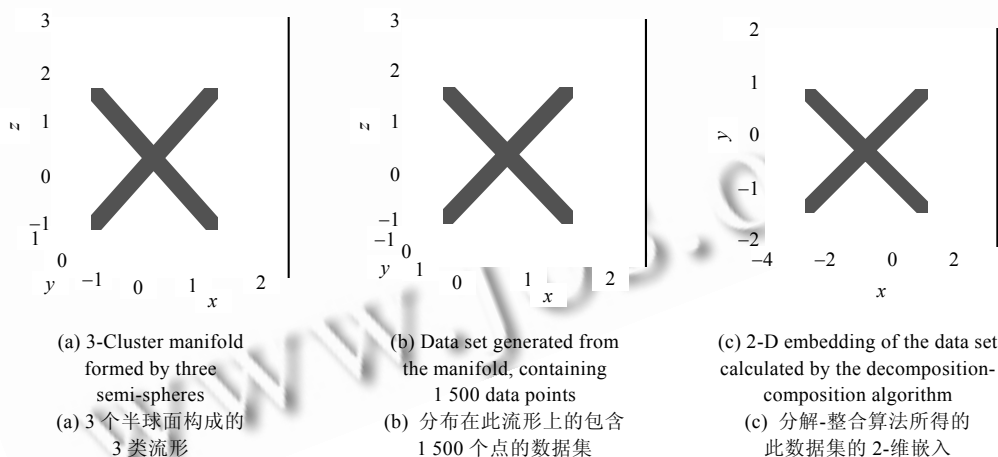 3
2
1
0
−1
z
1
0
−1
0
1
2
y
x
3
2
1
0
−1
z
−1
0
1
0
1
2
y
x
2
1
0
−1
−2
y
−4
−2
0
2
x
(a) 3-Cluster manifold
formed by three
semi-spheres
(a) 3 个半球面构成的
3 类流形
(b) Data set generated from
the manifold, containing
1 500 data points
(b) 分布在此流形上的包含
1 500 个点的数据集
(c) 2-D embedding of the data set
calculated by the decomposition-
composition algorithm
(c) 分解-整合算法所得的
此数据集的 2-维嵌入